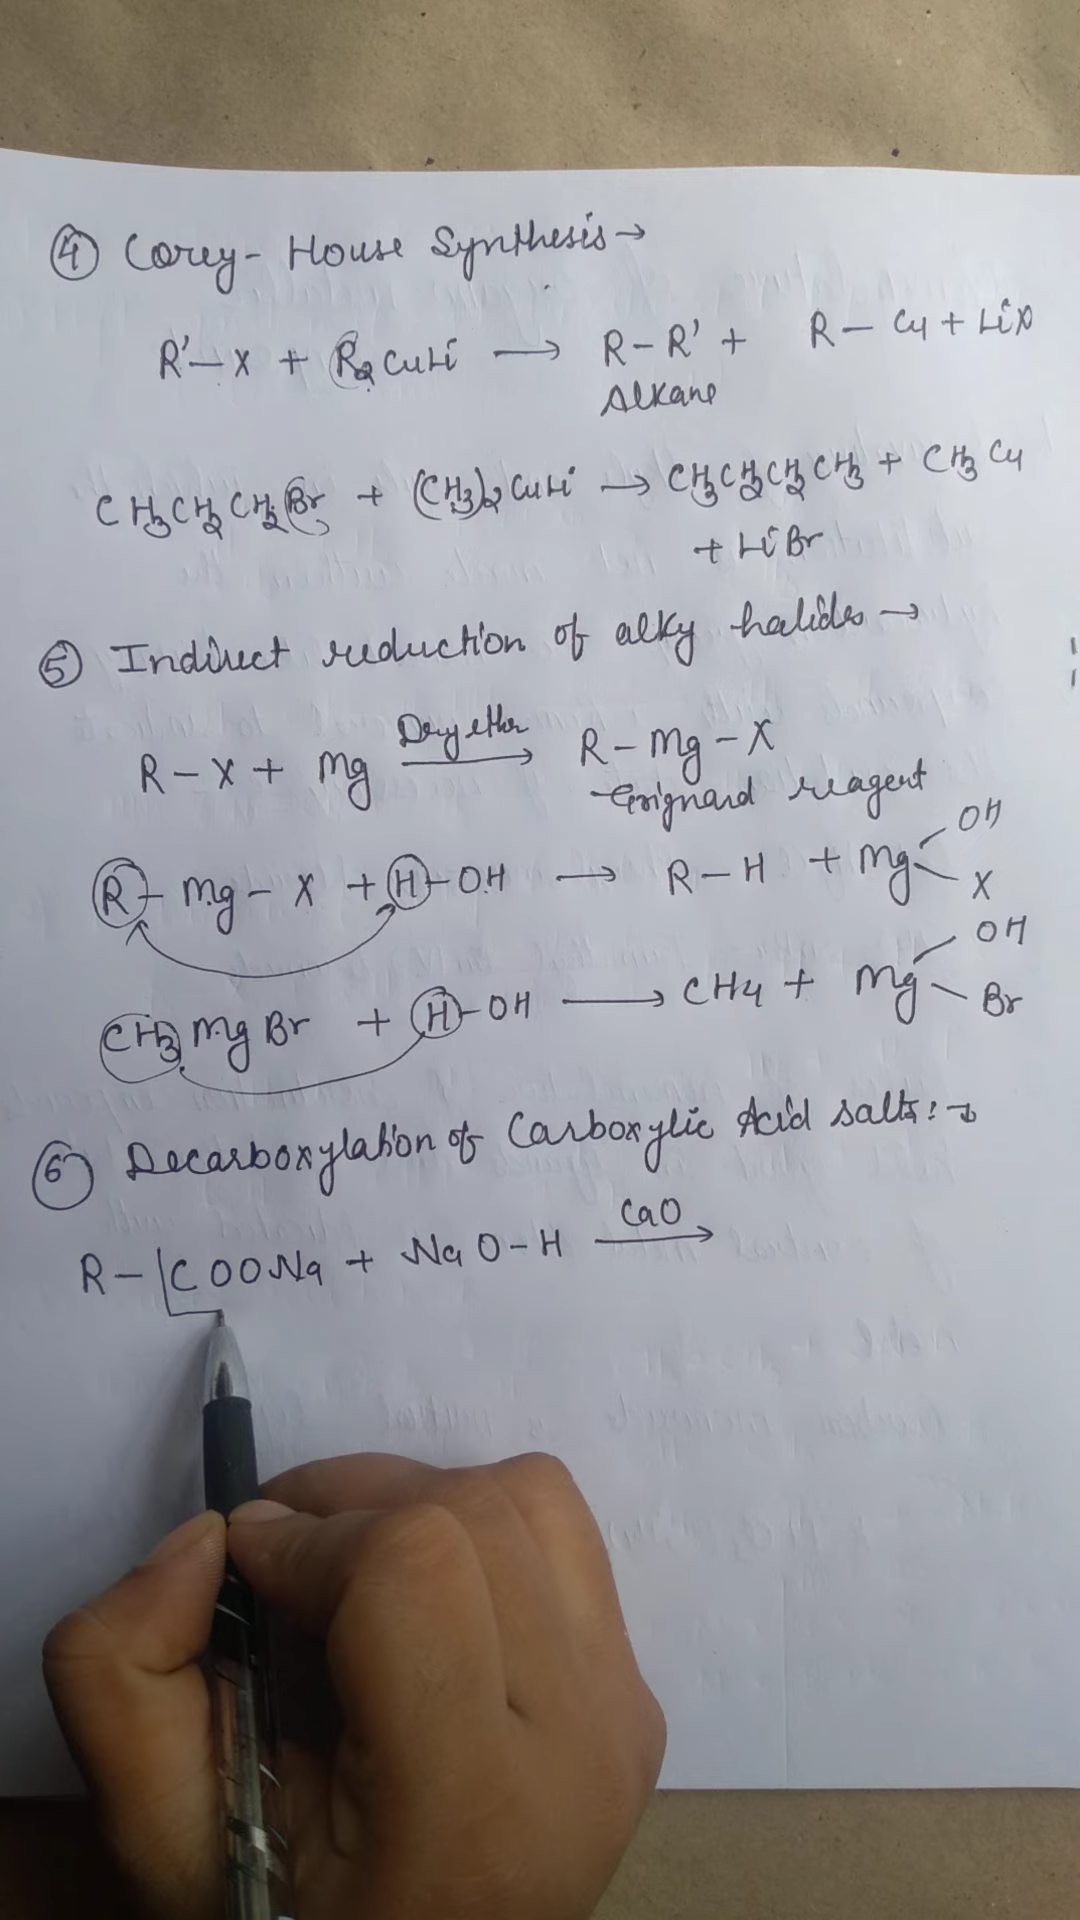 ④ Corey- House Synthesis →
R'—X + R₂CuLi ⟶ R-R' + R—Cu + LiX
Alkane
CH₃CH₂CH₂Br + (CH₃)₂CuLi ⟶ CH₃CH₂CH₂CH₃ + CH₃Cu
+ LiBr
⑤ Indirect reduction of alky halides →
R-X + Mg ⟶ Dry ether R-Mg-X
Grignard reagent
R-Mg-X + H-OH ⟶ R-H + Mg OH X
CH₃MgBr + H-OH ⟶ CH4 + Mg OH Br
⑥ Decarboxylation of Carboxylic Acid salts:→
R-COONa + NaO-H ⟶ CaO